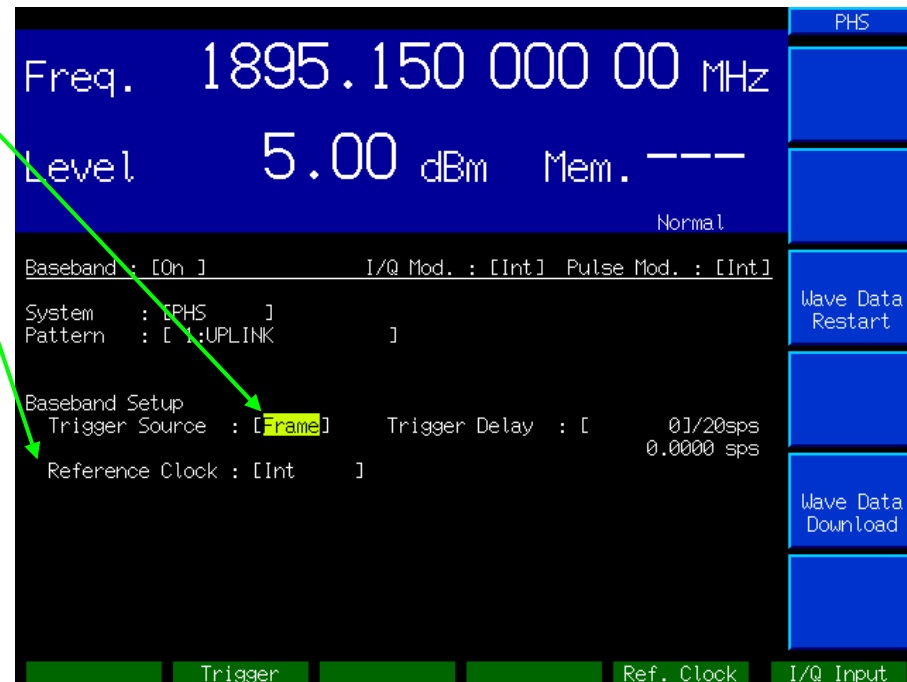 PHS
Freq. 1895.150 000 00 MHz
Level 5.00 dBm Mem. ---
Normal
Baseband : [On ] I/Q Mod. : [Int] Pulse Mod. : [Int]
System : [PHS ]
Pattern : [ 1:UPLINK ]
Wave Data
Restart
Baseband Setup
Trigger Source : [Frame] Trigger Delay : [ 0]/20sps
0.0000 sps
Reference Clock : [Int ]
Wave Data
Download
Trigger Ref. Clock I/Q Input